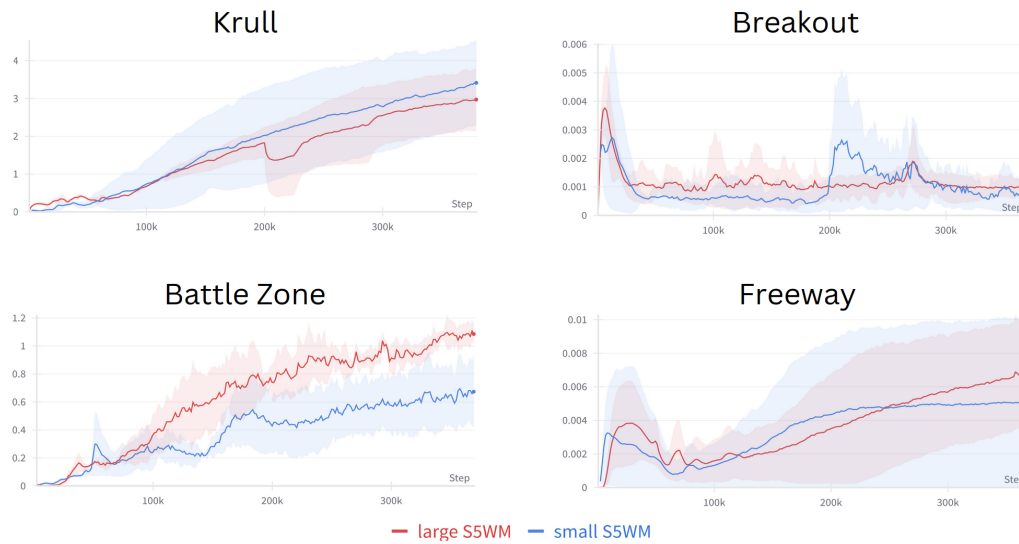 Krull
4
3
2
1
0
100k
200k
300k
Step
Breakout
0.006
0.005
0.004
0.003
0.002
0.001
0
100k
200k
300k
Step
Battle Zone
1.2
1
0.8
0.6
0.4
0.2
0
100k
200k
300k
Step
Freeway
0.01
0.008
0.006
0.004
0.002
0
100k
200k
300k
Step
large S5WM small S5WM